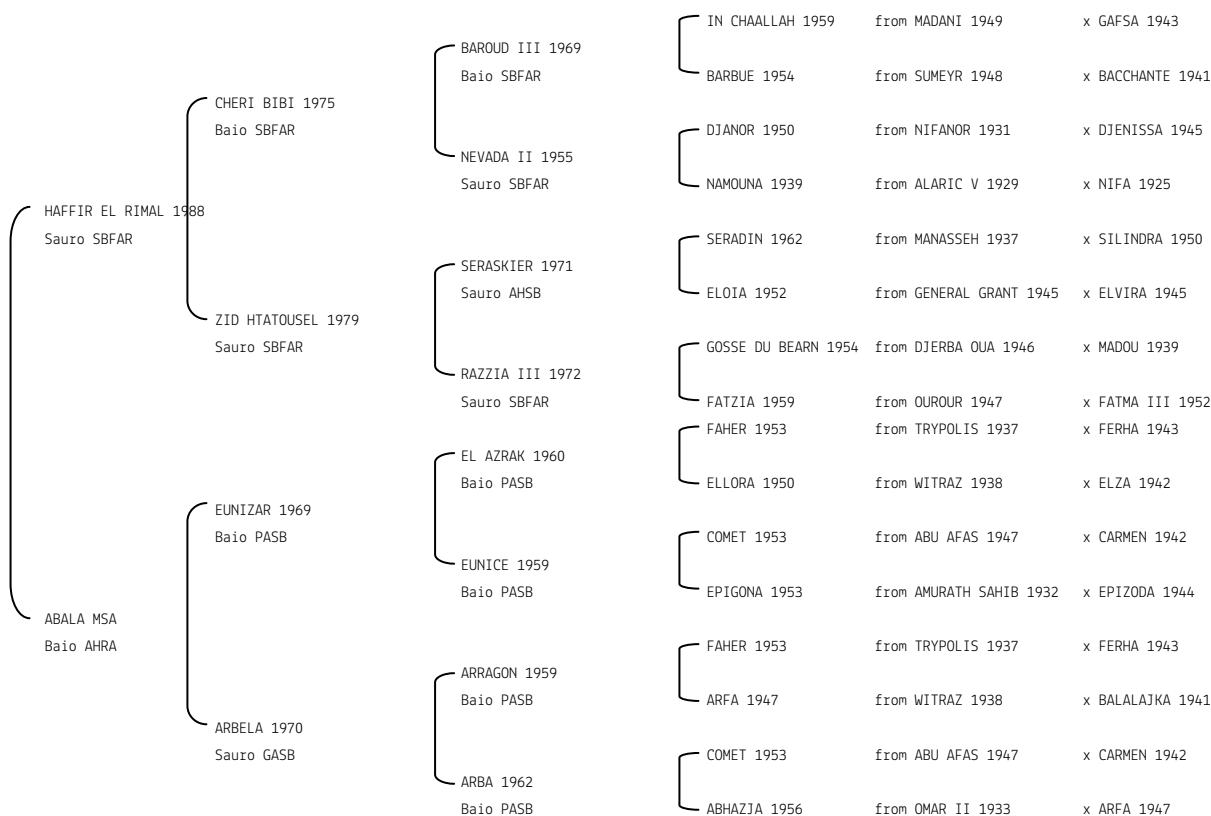 IN CHAALLAH 1959 from MADANI 1949 x GAFSA 1943
BAROUD III 1969
Baio SBFAR BARBUE 1954 from SUMEYR 1948 x BACCHANTE 1941
CHERI BIBI 1975
Baio SBFAR DJANOR 1950 from NIFANOR 1931 x DJENISSA 1945
NEVADA II 1955
Sauro SBFAR NAMOUNA 1939 from ALARIC V 1929 x NIFA 1925
HAFFIR EL RIMAL 1988
Sauro SBFAR SERADIN 1962 from MANASSEH 1937 x SILINDRA 1950
SERASKIER 1971
Sauro AHSB ELOIA 1952 from GENERAL GRANT 1945 x ELVIRA 1945
ZID HTATOUSEL 1979
Sauro SBFAR GOSSE DU BEARN 1954 from DJERBA OUA 1946 x MADOU 1939
RAZZIA III 1972
Sauro SBFAR FATZIA 1959 from OUROUR 1947 x FATMA III 1952
FAHER 1953 from TRYPOLIS 1937 x FERHA 1943
EL AZRAK 1960
Baio PASB ELLORA 1950 from WITRAZ 1938 x ELZA 1942
EUNIZAR 1969
Baio PASB COMET 1953 from ABU AFAS 1947 x CARMEN 1942
EUNICE 1959
Baio PASB EPIGONA 1953 from AMURATH SAHIB 1932 x EPIZODA 1944
ABALA MSA
Baio AHRA FAHER 1953 from TRYPOLIS 1937 x FERHA 1943
ARRAGON 1959
Baio PASB ARFA 1947 from WITRAZ 1938 x BALALAJKA 1941
ARBELA 1970
Sauro GASB COMET 1953 from ABU AFAS 1947 x CARMEN 1942
ARBA 1962
Baio PASB ABHAZJA 1956 from OMAR II 1933 x ARFA 1947